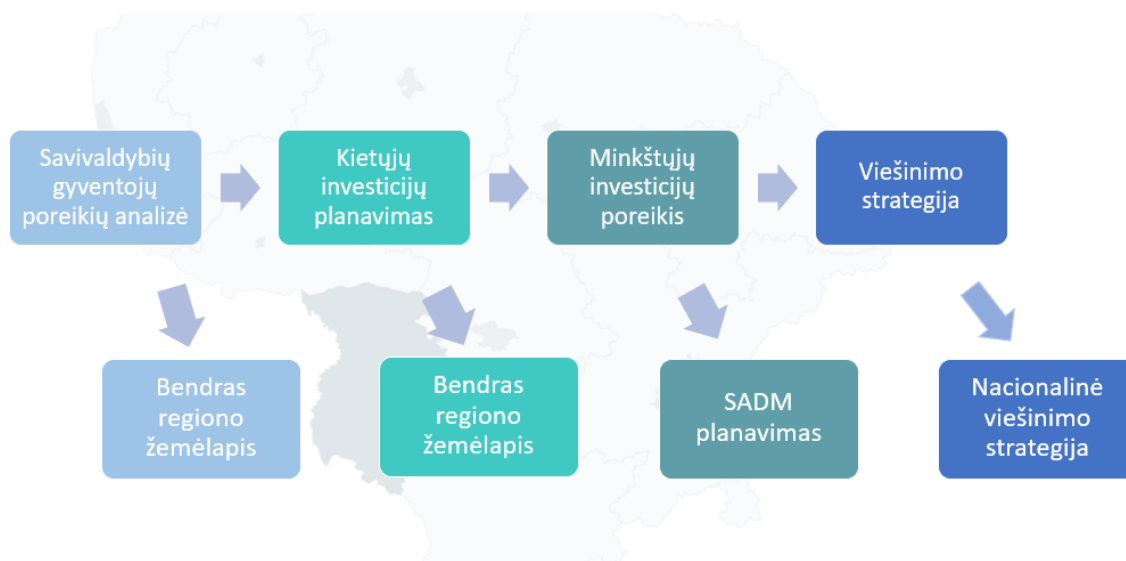 Savivaldybių
gyventojų
poreikių analizė
Kietųjų
investicijų
planavimas
Minkštųjų
investicijų
poreikis
Viešinimo
strategija
Bendras
regiono
žemėlapis
Bendras
regiono
žemėlapis
SADM
planavimas
Nacionalinė
viešinimo
strategija